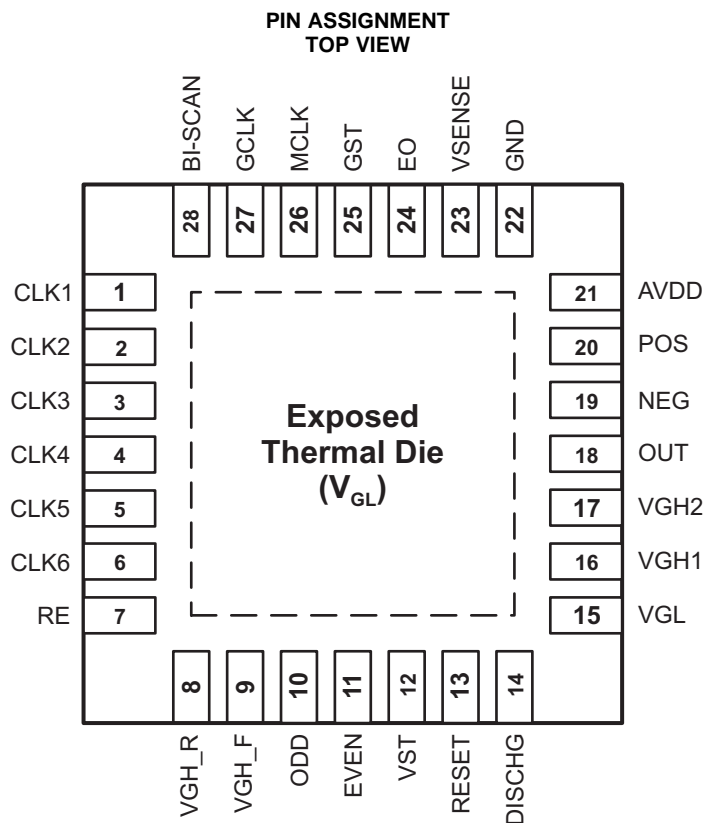 PIN ASSIGNMENT
TOP VIEW
BI-SCAN
GCLK
MCLK
GST
EO
VSENSE
GND
28
27
26
25
24
23
22
CLK1
1
CLK2
2
CLK3
3
CLK4
4
CLK5
5
CLK6
6
RE
7
Exposed
Thermal Die
(VGL)
21
AVDD
20
POS
19
NEG
18
OUT
17
VGH2
16
VGH1
15
VGL
8
9
10
11
12
13
14
VGH_R
VGH_F
ODD
EVEN
VST
RESET
DISCHG